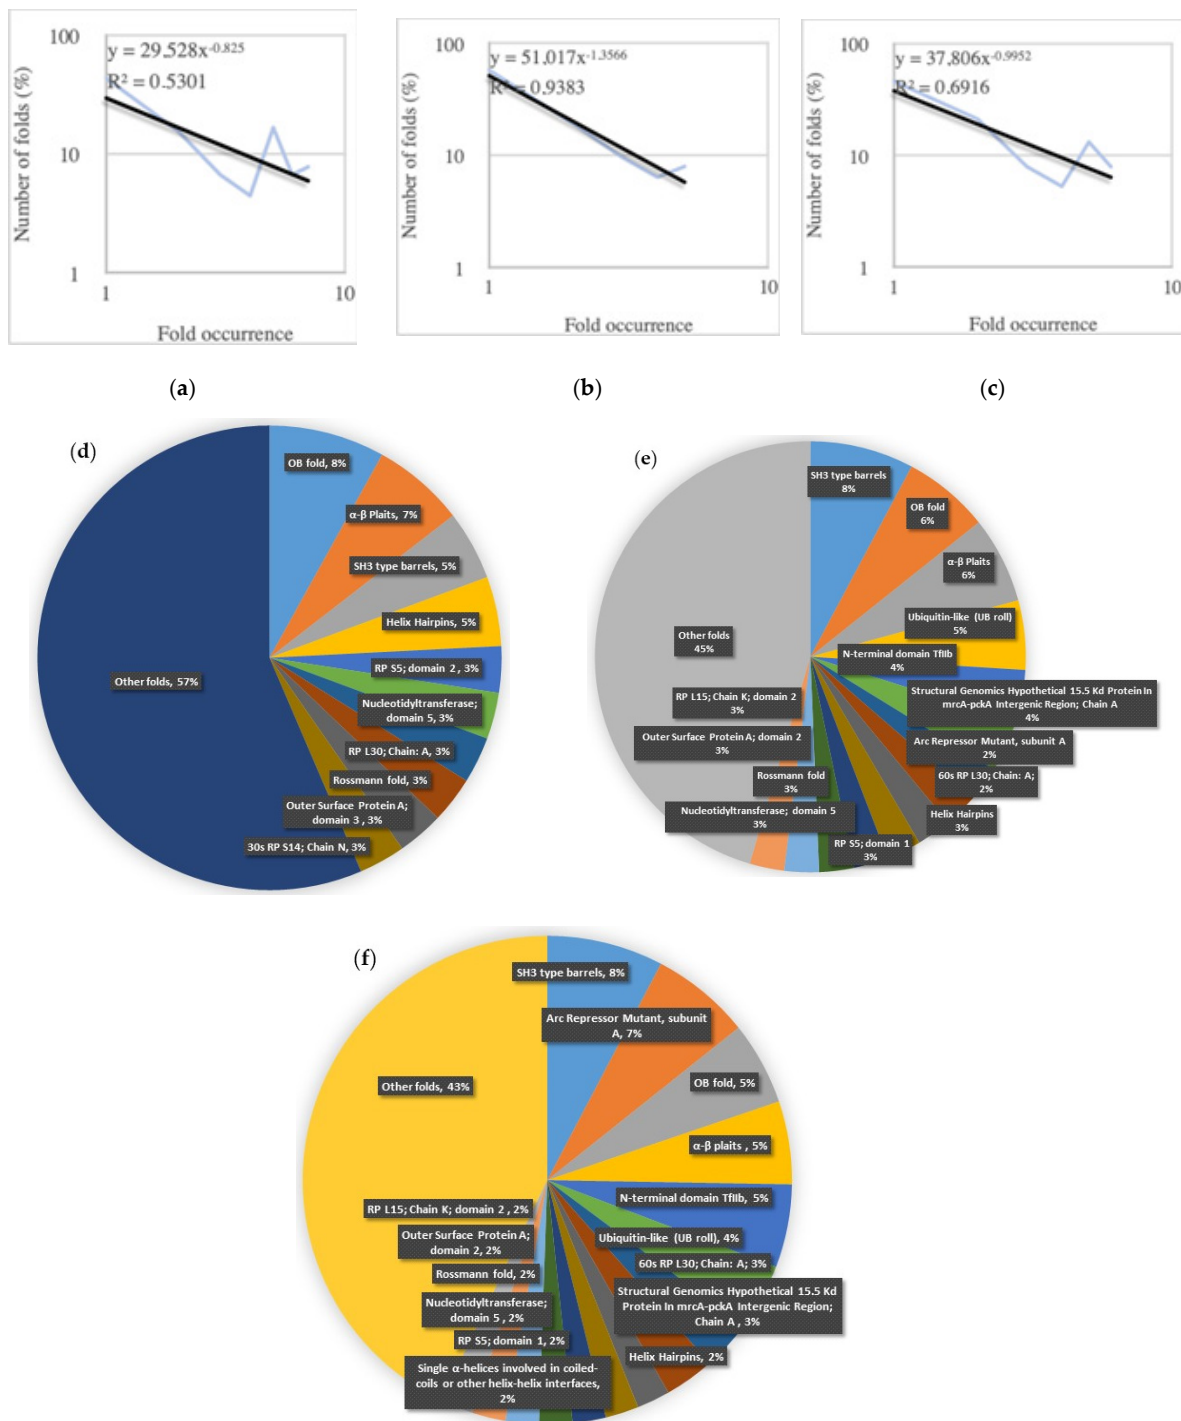 100
10
1
1
10
y = 29.528x^-0.825
R² = 0.5301
Number of folds (%)
Fold occurrence
(a)
100
10
1
1
10
y = 51.017x^-1.3566
R² = 0.9383
Number of folds (%)
Fold occurrence
(b)
100
10
1
1
10
y = 37.806x^-0.9952
R² = 0.6916
Number of folds (%)
Fold occurrence
(c)
(d)
OB fold, 8%
α-β Plaits, 7%
SH3 type barrels, 5%
Helix Hairpins, 5%
RP S5; domain 2 , 3%
Nucleotidyltransferase;
domain 5, 3%
RP L30; Chain: A, 3%
Rossmann fold, 3%
Outer Surface Protein A;
domain 3 , 3%
30s RP S14; Chain N, 3%
Other folds, 57%
(e)
SH3 type barrels
8%
OB fold
6%
α-β Plaits
6%
Ubiquitin-like (UB roll)
5%
N-terminal domain TfIIb
4%
Structural Genomics Hypothetical 15.5 Kd Protein In
mrcA-pckA Intergenic Region; Chain A
4%
Arc Repressor Mutant, subunit A
2%
60s RP L30; Chain: A;
2%
Helix Hairpins
3%
RP S5; domain 1
3%
Nucleotidyltransferase; domain 5
3%
Rossmann fold
3%
Outer Surface Protein A; domain 2
3%
RP L15; Chain K; domain 2
3%
Other folds
45%
(f)
SH3 type barrels, 8%
Arc Repressor Mutant, subunit
A, 7%
OB fold, 5%
α-β plaits , 5%
N-terminal domain TfIIb, 5%
Ubiquitin-like (UB roll), 4%
60s RP L30; Chain: A; 3%
Structural Genomics Hypothetical 15.5 Kd
Protein In mrcA-pckA Intergenic Region;
Chain A , 3%
Helix Hairpins, 2%
Single α-helices involved in coiled-
coils or other helix-helix interfaces,
2%
RP S5; domain 1, 2%
Nucleotidyltransferase;
domain 5 , 2%
Rossmann fold, 2%
Outer Surface Protein A;
domain 2, 2%
RP L15; Chain K; domain 2 , 2%
Other folds, 43%